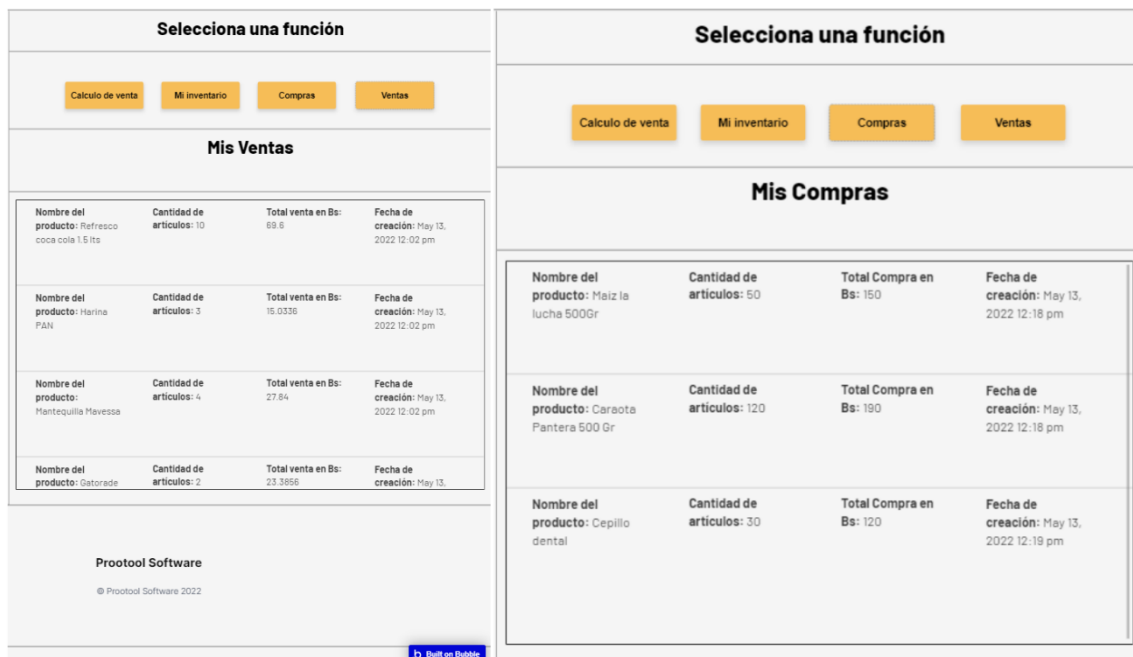 Selecciona una función
Calculo de venta Mi inventario Compras Ventas
Mis Ventas
Nombre del Cantidad de Total venta en Bs: Fecha de
producto: Refresco artículos: 10 69.6 creación: May 13,
coca cola 1.5 lts 2022 12:02 pm
Nombre del Cantidad de Total venta en Bs: Fecha de
producto: Harina artículos: 3 15.0336 creación: May 13,
PAN 2022 12:02 pm
Nombre del Cantidad de Total venta en Bs: Fecha de
producto: artículos: 4 27.84 creación: May 13,
Mantequilla Mavessa 2022 12:02 pm
Nombre del Cantidad de Total venta en Bs: Fecha de
producto: Gatorade artículos: 2 23.3856 creación: May 13,
Prootool Software
© Prootool Software 2022
Built on Bubble
Selecciona una función
Calculo de venta Mi inventario Compras Ventas
Mis Compras
Nombre del Cantidad de Total Compra en Fecha de
producto: Maiz la artículos: 50 Bs: 150 creación: May 13,
lucha 500Gr 2022 12:18 pm
Nombre del Cantidad de Total Compra en Fecha de
producto: Caraota artículos: 120 Bs: 190 creación: May 13,
Pantera 500 Gr 2022 12:18 pm
Nombre del Cantidad de Total Compra en Fecha de
producto: Cepillo artículos: 30 Bs: 120 creación: May 13,
dental 2022 12:19 pm